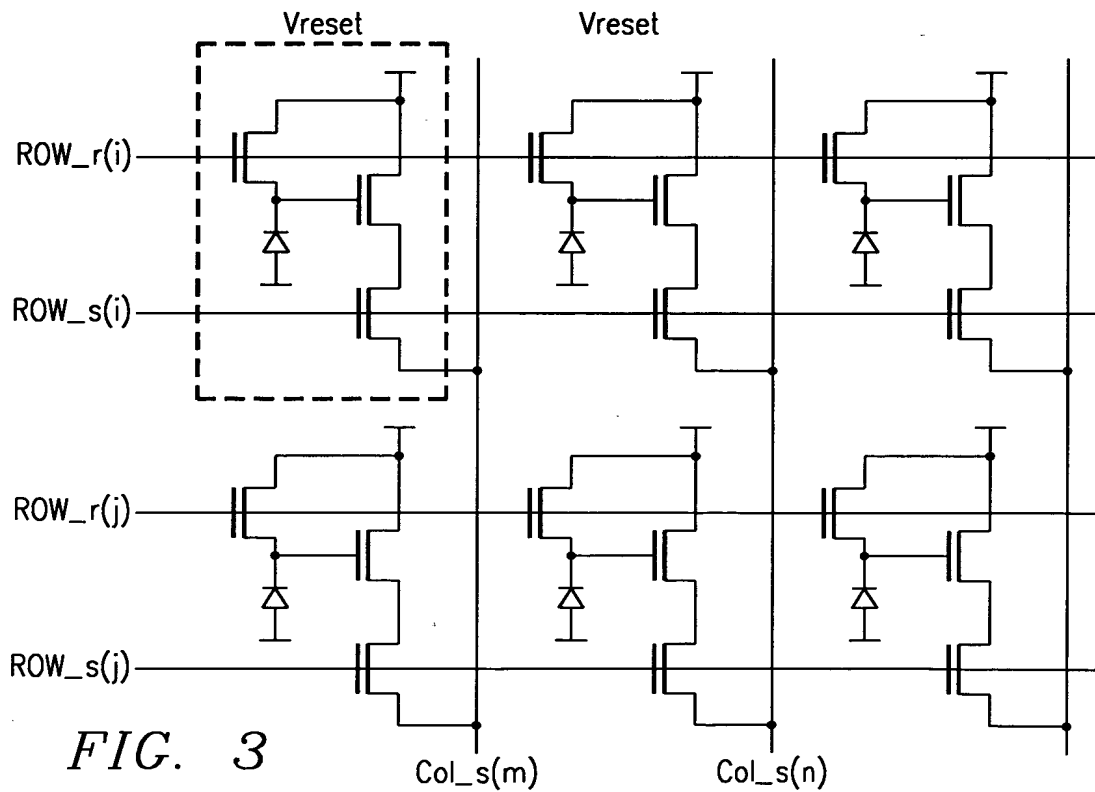 Vreset Vreset
ROW_r(i)
ROW_s(i)
ROW_r(j)
ROW_s(j)
FIG. 3
Col_s(m) Col_s(n)